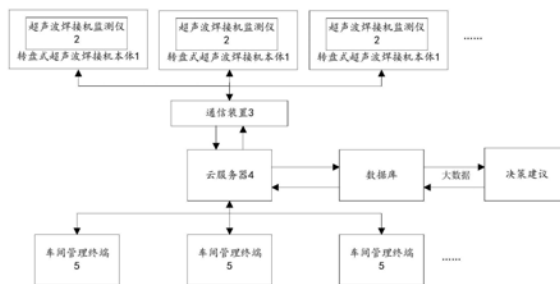 超声波焊接机监测仪
2
转盘式超声波焊接机本体1
超声波焊接机监测仪
2
转盘式超声波焊接机本体1
超声波焊接机监测仪
2
转盘式超声波焊接机本体1
……
通信装置3
云服务器4
数据库
大数据
决策建议
车间管理终端
5
车间管理终端
5
车间管理终端
5
……